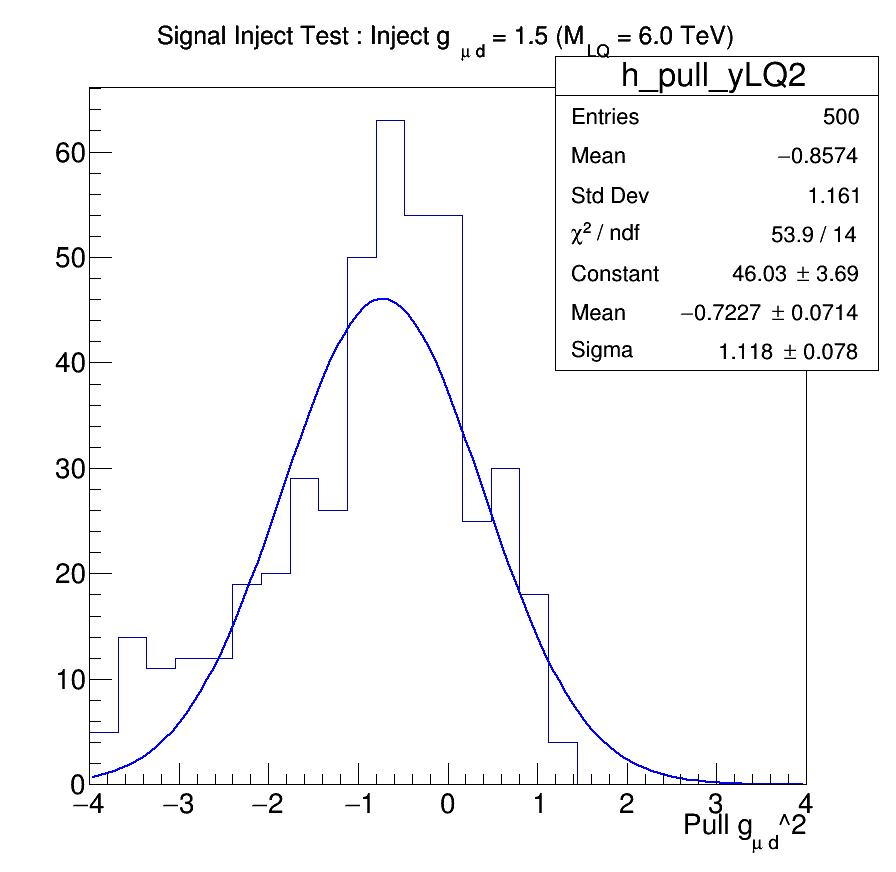 Signal Inject Test : Inject g μ d = 1.5 (M LQ = 6.0 TeV)
h_pull_yLQ2
Entries 500
Mean −0.8574
Std Dev 1.161
χ² / ndf 53.9 / 14
Constant 46.03 ± 3.69
Mean −0.7227 ± 0.0714
Sigma 1.118 ± 0.078
60
50
40
30
20
10
0
−4 −3 −2 −1 0 1 2 3 4
Pull g μ d^2